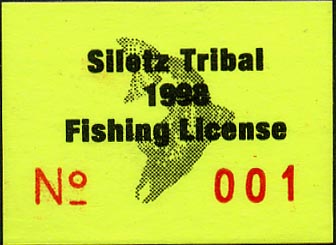 Siletz Tribal
1998
Fishing License
Nº 001